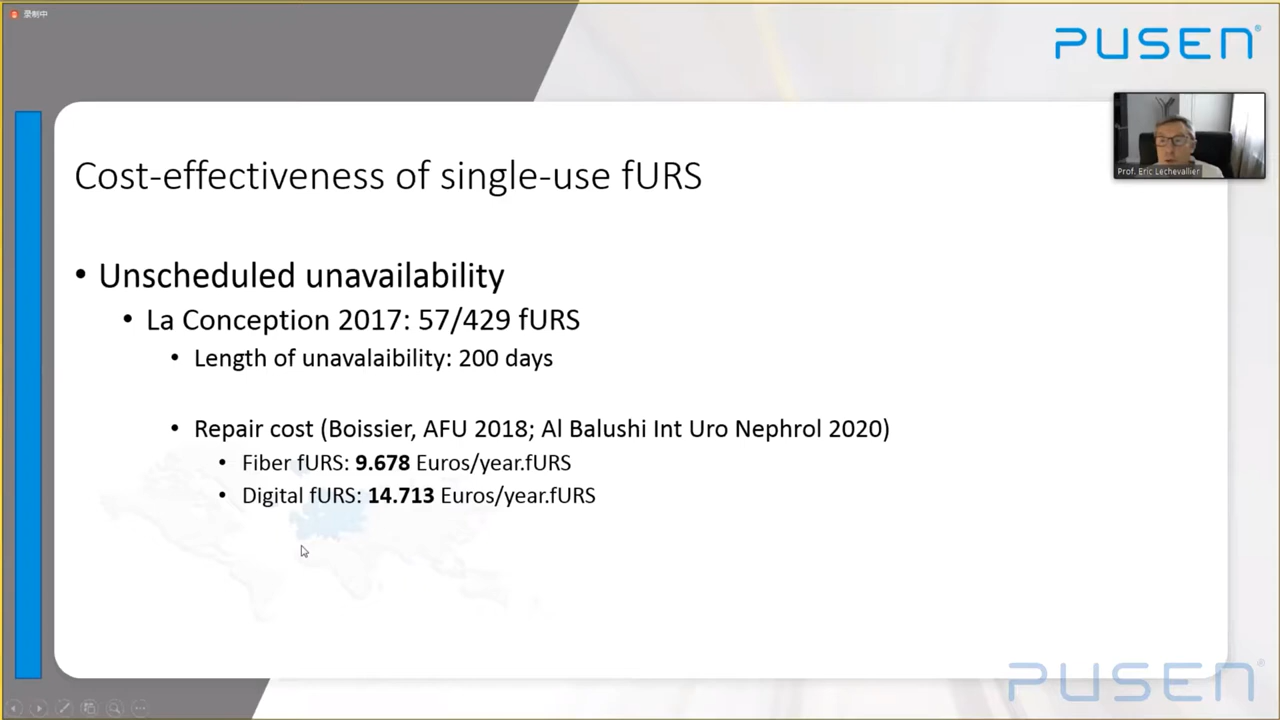 录制中
PUSEN®
Prof. Eric Lechevallier
Cost-effectiveness of single-use fURS
• Unscheduled unavailability
• La Conception 2017: 57/429 fURS
• Length of unavalaibility: 200 days
• Repair cost (Boissier, AFU 2018; Al Balushi Int Uro Nephrol 2020)
• Fiber fURS: 9.678 Euros/year.fURS
• Digital fURS: 14.713 Euros/year.fURS
PUSEN®